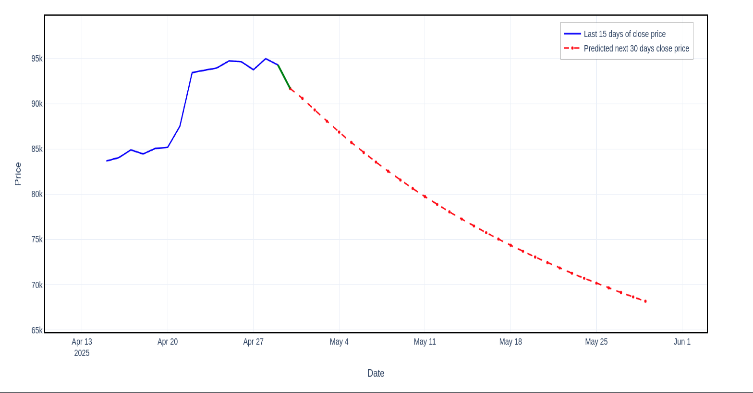 Last 15 days of close price
Predicted next 30 days close price
95k
90k
85k
80k
75k
70k
65k
Price
Apr 13
2025
Apr 20
Apr 27
May 4
May 11
May 18
May 25
Jun 1
Date